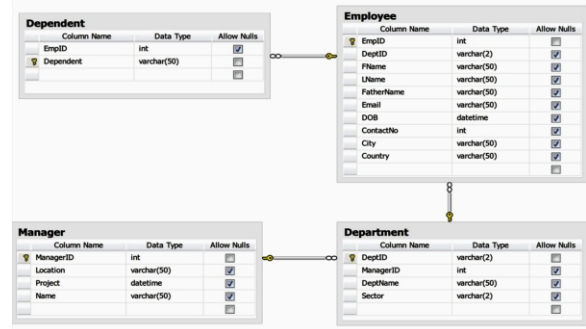 Dependent
Column Name Data Type Allow Nulls
EmpID int
Dependent varchar(50)
Employee
Column Name Data Type Allow Nulls
EmpID int
DeptID varchar(2)
FName varchar(50)
LName varchar(50)
FatherName varchar(50)
Email varchar(50)
DOB datetime
ContactNo int
City varchar(50)
Country varchar(50)
Manager
Column Name Data Type Allow Nulls
ManagerID int
Location varchar(50)
Project datetime
Name varchar(50)
Department
Column Name Data Type Allow Nulls
DeptID varchar(2)
ManagerID int
DeptName varchar(50)
Sector varchar(2)